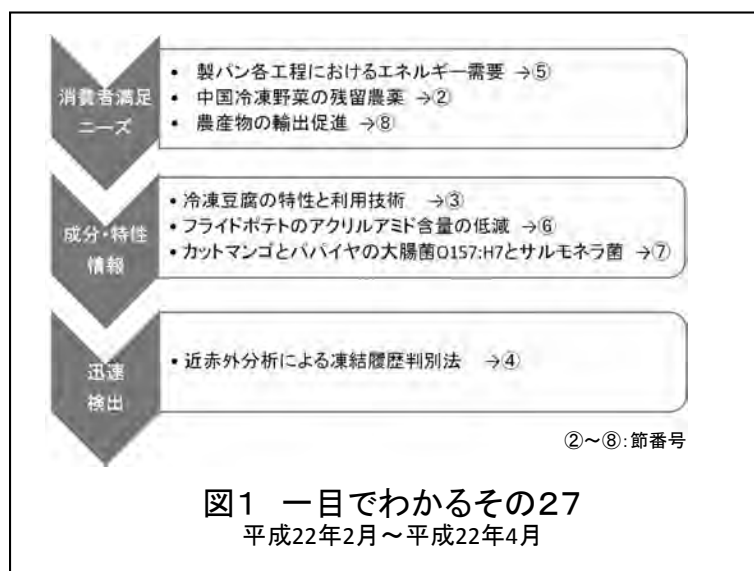 消費者満足
ニーズ
• 製パン各工程におけるエネルギー需要 →⑤
• 中国冷凍野菜の残留農薬 →②
• 農産物の輸出促進 →⑧
成分・特性
情報
•冷凍豆腐の特性と利用技術 →③
•フライドポテトのアクリルアミド含量の低減 →⑥
•カットマンゴとパパイヤの大腸菌O157:H7とサルモネラ菌 →⑦
迅速
検出
•近赤外分析による凍結履歴判別法 →④
②～⑧:節番号
図1 一目でわかるその27
平成22年2月～平成22年4月